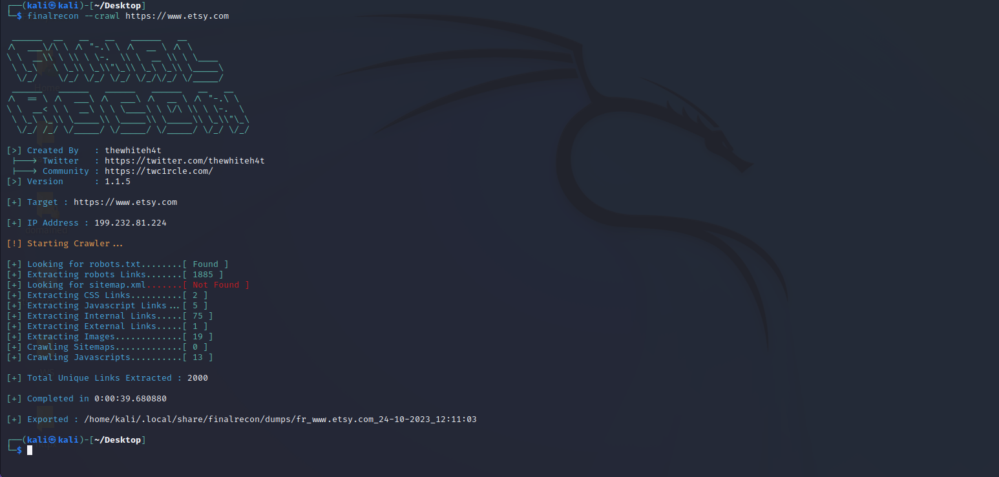 ┌──(kali㉿kali)-[~/Desktop]
└─$ finalrecon --crawl https://www.etsy.com
 ______  __   __   __   ______   __
/\  ___\/\ \ /\ "-.\ \ /\  __ \ /\ \
\ \  __\\ \ \\ \ \-.  \\ \  __ \\ \ \____
 \ \_\   \ \_\\ \_\\"\_\\ \_\ \_\\ \_____\
  \/_/    \/_/ \/_/ \/_/ \/_/\/_/ \/_____/
 ______   ______   ______   ______   __   __
/\  == \ /\  ___\ /\  ___\ /\  __ \ /\ "-.\ \
\ \  __< \ \  __\ \ \ \____\ \ \/\ \\ \ \-.  \
 \ \_\ \_\\ \_____\\ \_____\\ \_____\\ \_\\"\_\
  \/_/ /_/ \/_____/ \/_____/ \/_____/ \/_/ \/_/
[>] Created By   : thewhiteh4t
 |---> Twitter   : https://twitter.com/thewhiteh4t
 |---> Community : https://twc1rcle.com/
[>] Version      : 1.1.5
[+] Target : https://www.etsy.com
[+] IP Address : 199.232.81.224
[!] Starting Crawler...
[+] Looking for robots.txt........[ Found ]
[+] Extracting robots Links.......[ 1885 ]
[+] Looking for sitemap.xml.......[ Not Found ]
[+] Extracting CSS Links..........[ 2 ]
[+] Extracting Javascript Links...[ 5 ]
[+] Extracting Internal Links.....[ 75 ]
[+] Extracting External Links.....[ 1 ]
[+] Extracting Images.............[ 19 ]
[+] Crawling Sitemaps.............[ 0 ]
[+] Crawling Javascripts..........[ 13 ]
[+] Total Unique Links Extracted : 2000
[+] Completed in 0:00:39.680880
[+] Exported : /home/kali/.local/share/finalrecon/dumps/fr_www.etsy.com_24-10-2023_12:11:03
┌──(kali㉿kali)-[~/Desktop]
└─$